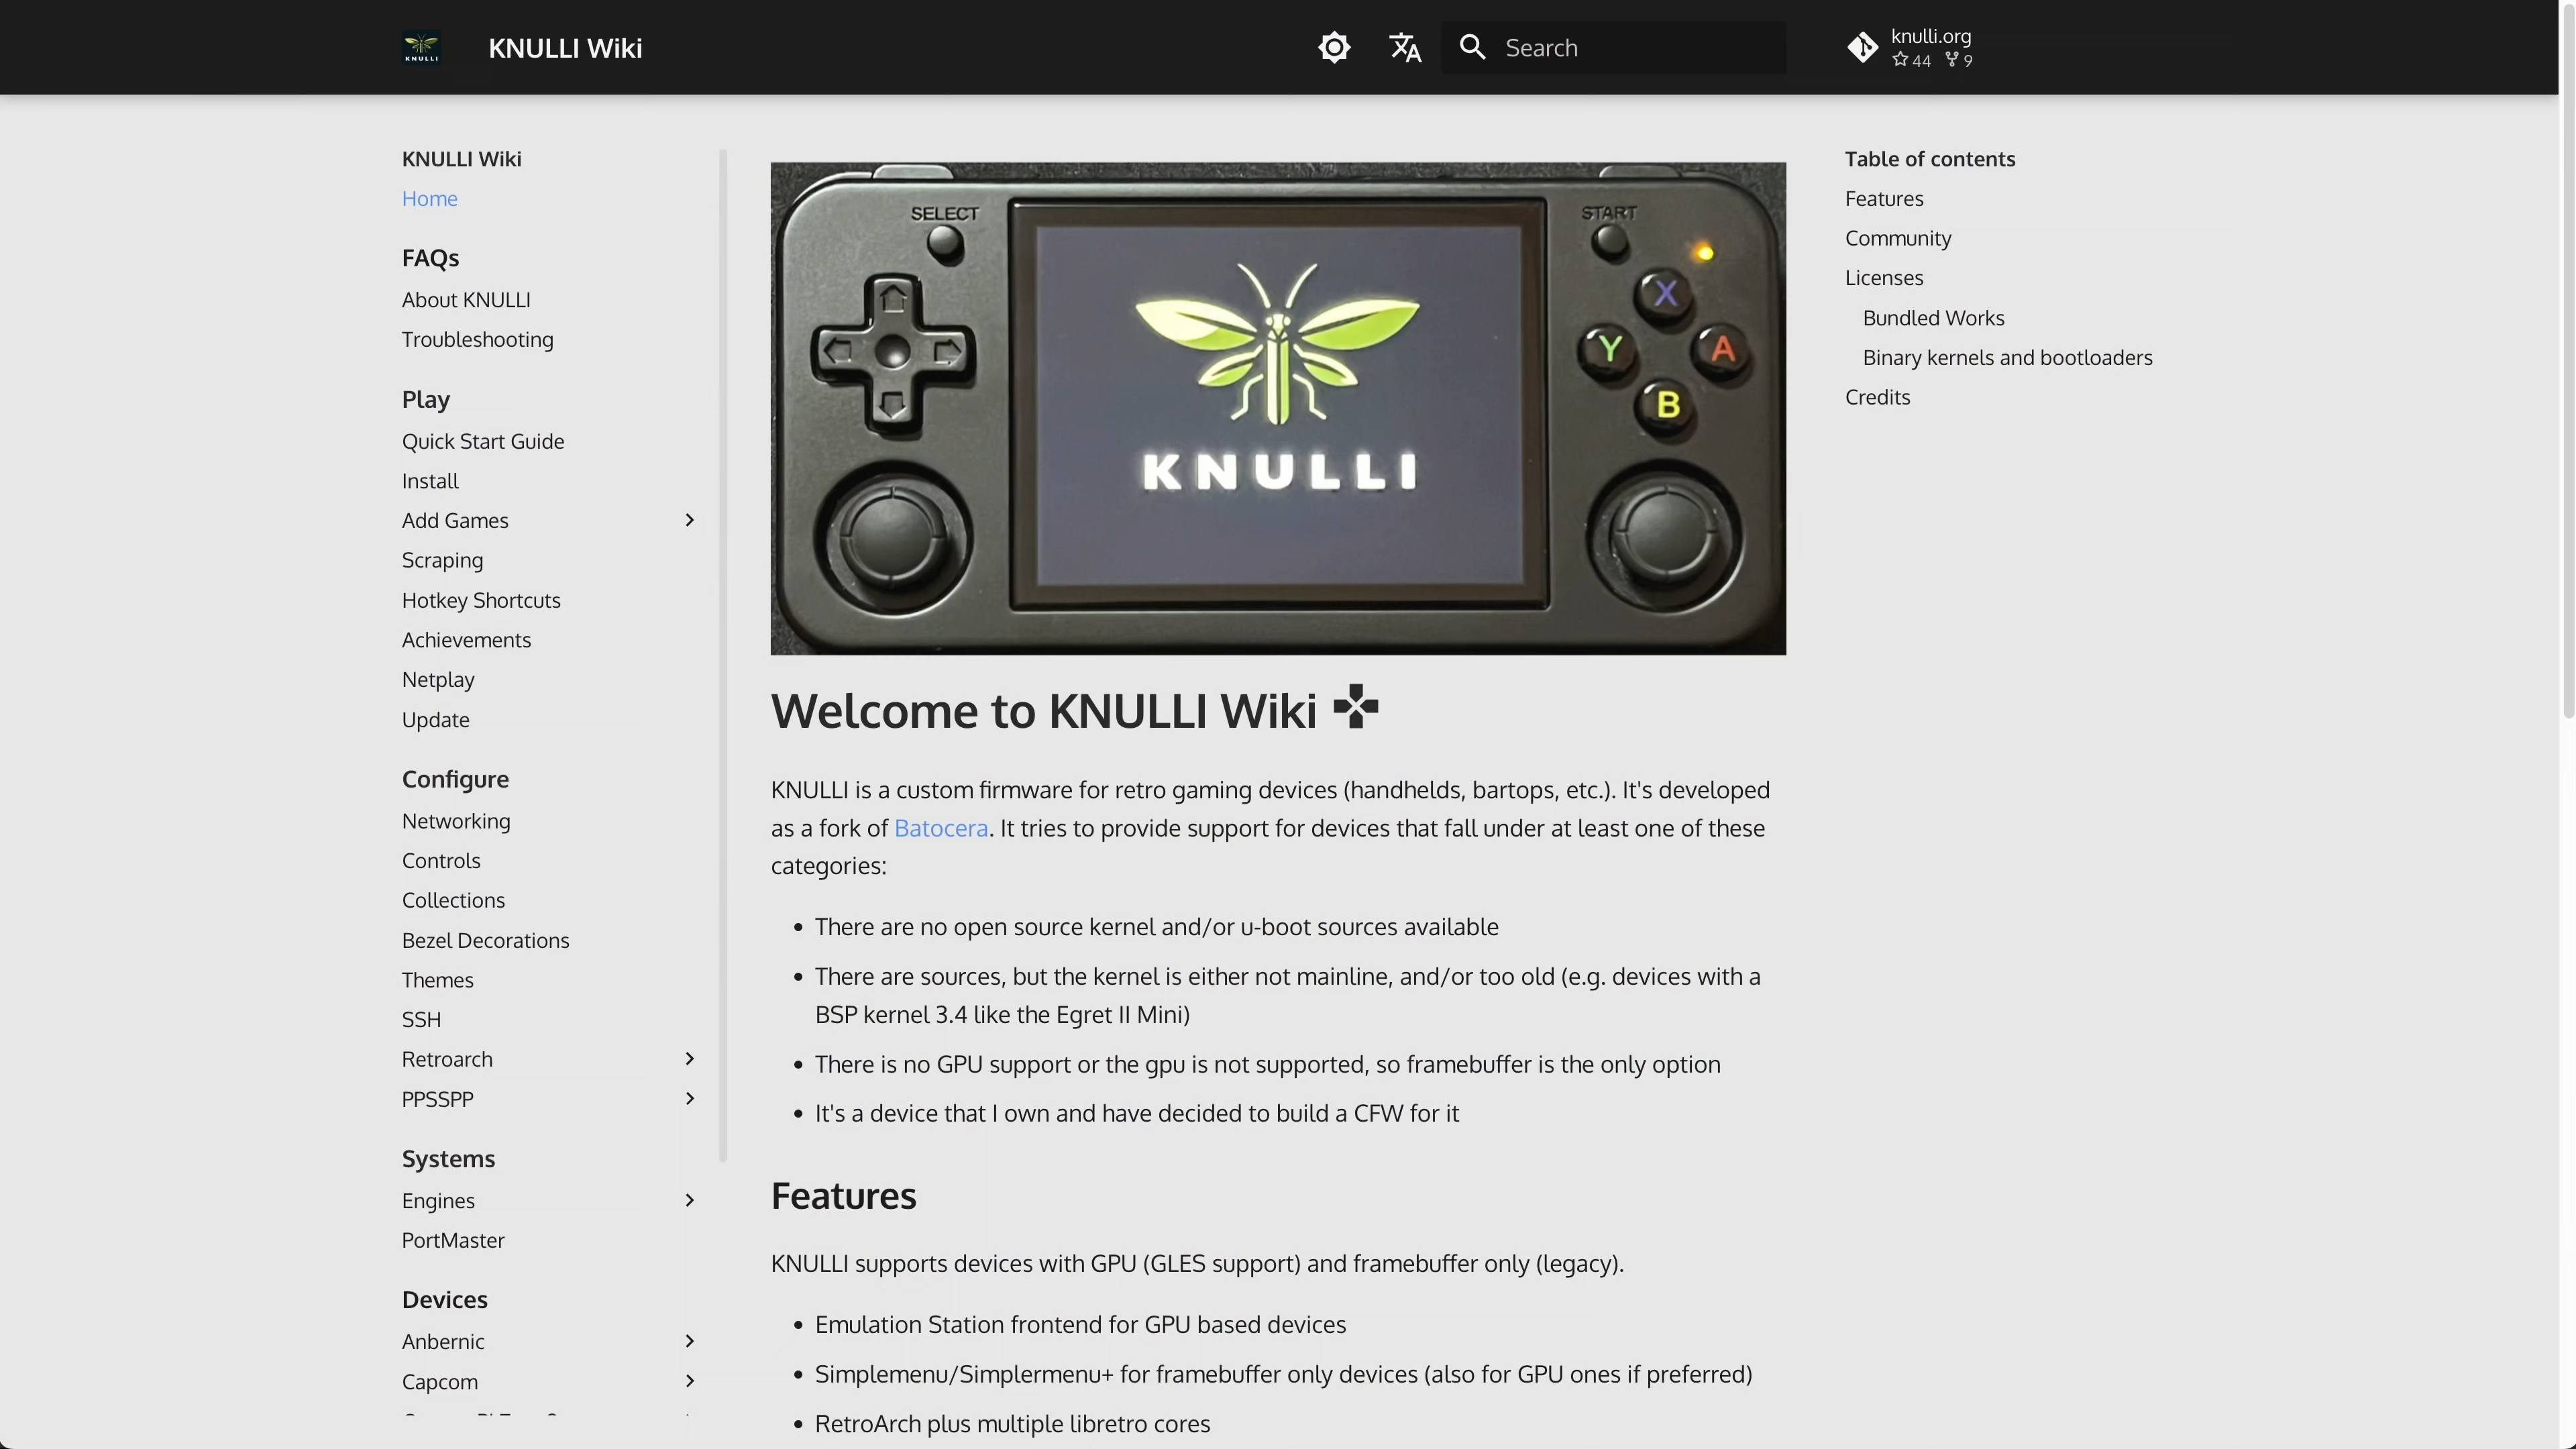 KNULLI
KNULLI Wiki
Search
knulli.org
44 9
KNULLI Wiki
Home
FAQs
About KNULLI
Troubleshooting
Play
Quick Start Guide
Install
Add Games
Scraping
Hotkey Shortcuts
Achievements
Netplay
Update
Configure
Networking
Controls
Collections
Bezel Decorations
Themes
SSH
Retroarch
PPSSPP
Systems
Engines
PortMaster
Devices
Anbernic
Capcom
SELECT
START
X
Y
A
B
KNULLI
Welcome to KNULLI Wiki
KNULLI is a custom firmware for retro gaming devices (handhelds, bartops, etc.). It's developed
as a fork of Batocera. It tries to provide support for devices that fall under at least one of these
categories:
• There are no open source kernel and/or u-boot sources available
• There are sources, but the kernel is either not mainline, and/or too old (e.g. devices with a
BSP kernel 3.4 like the Egret II Mini)
• There is no GPU support or the gpu is not supported, so framebuffer is the only option
• It's a device that I own and have decided to build a CFW for it
Features
KNULLI supports devices with GPU (GLES support) and framebuffer only (legacy).
• Emulation Station frontend for GPU based devices
• Simplemenu/Simplermenu+ for framebuffer only devices (also for GPU ones if preferred)
• RetroArch plus multiple libretro cores
Table of contents
Features
Community
Licenses
Bundled Works
Binary kernels and bootloaders
Credits